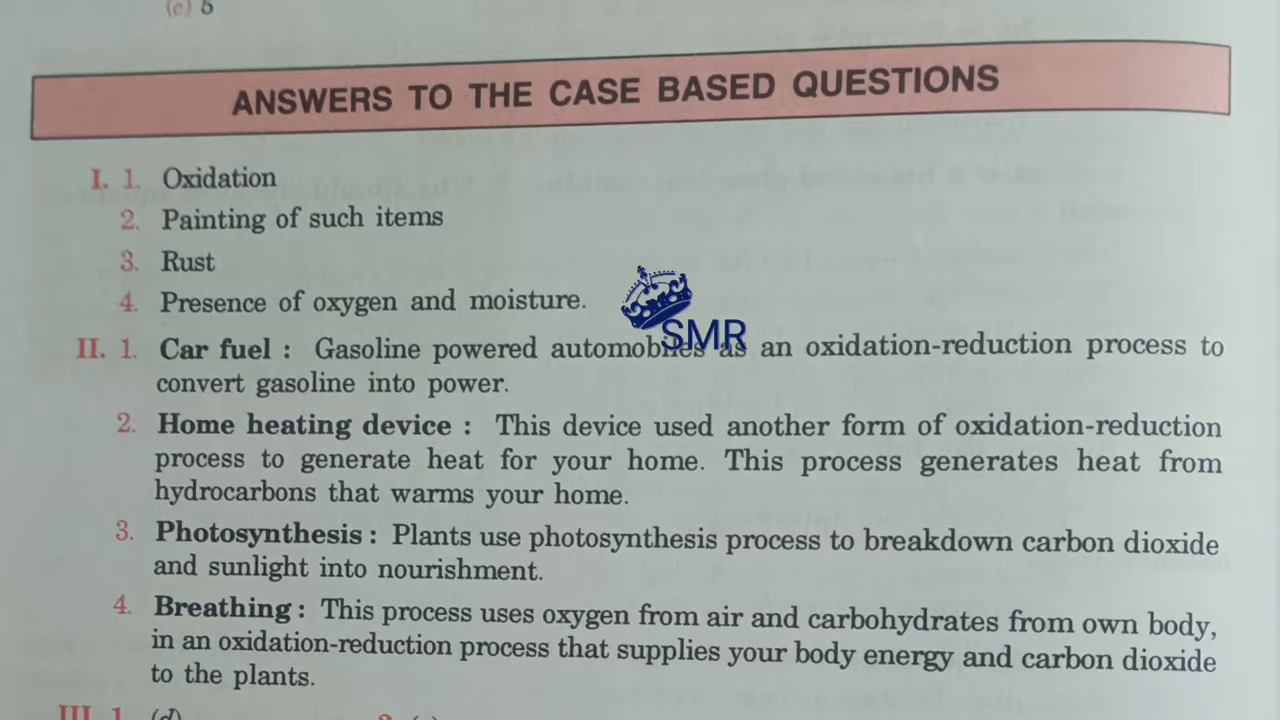 (c) 5
ANSWERS TO THE CASE BASED QUESTIONS
I. 1. Oxidation
2. Painting of such items
3. Rust
4. Presence of oxygen and moisture.
SMR
II. 1. Car fuel : Gasoline powered automobiles as an oxidation-reduction process to
convert gasoline into power.
2. Home heating device : This device used another form of oxidation-reduction
process to generate heat for your home. This process generates heat from
hydrocarbons that warms your home.
3. Photosynthesis : Plants use photosynthesis process to breakdown carbon dioxide
and sunlight into nourishment.
4. Breathing : This process uses oxygen from air and carbohydrates from own body,
in an oxidation-reduction process that supplies your body energy and carbon dioxide
to the plants.
III. 1. (d)